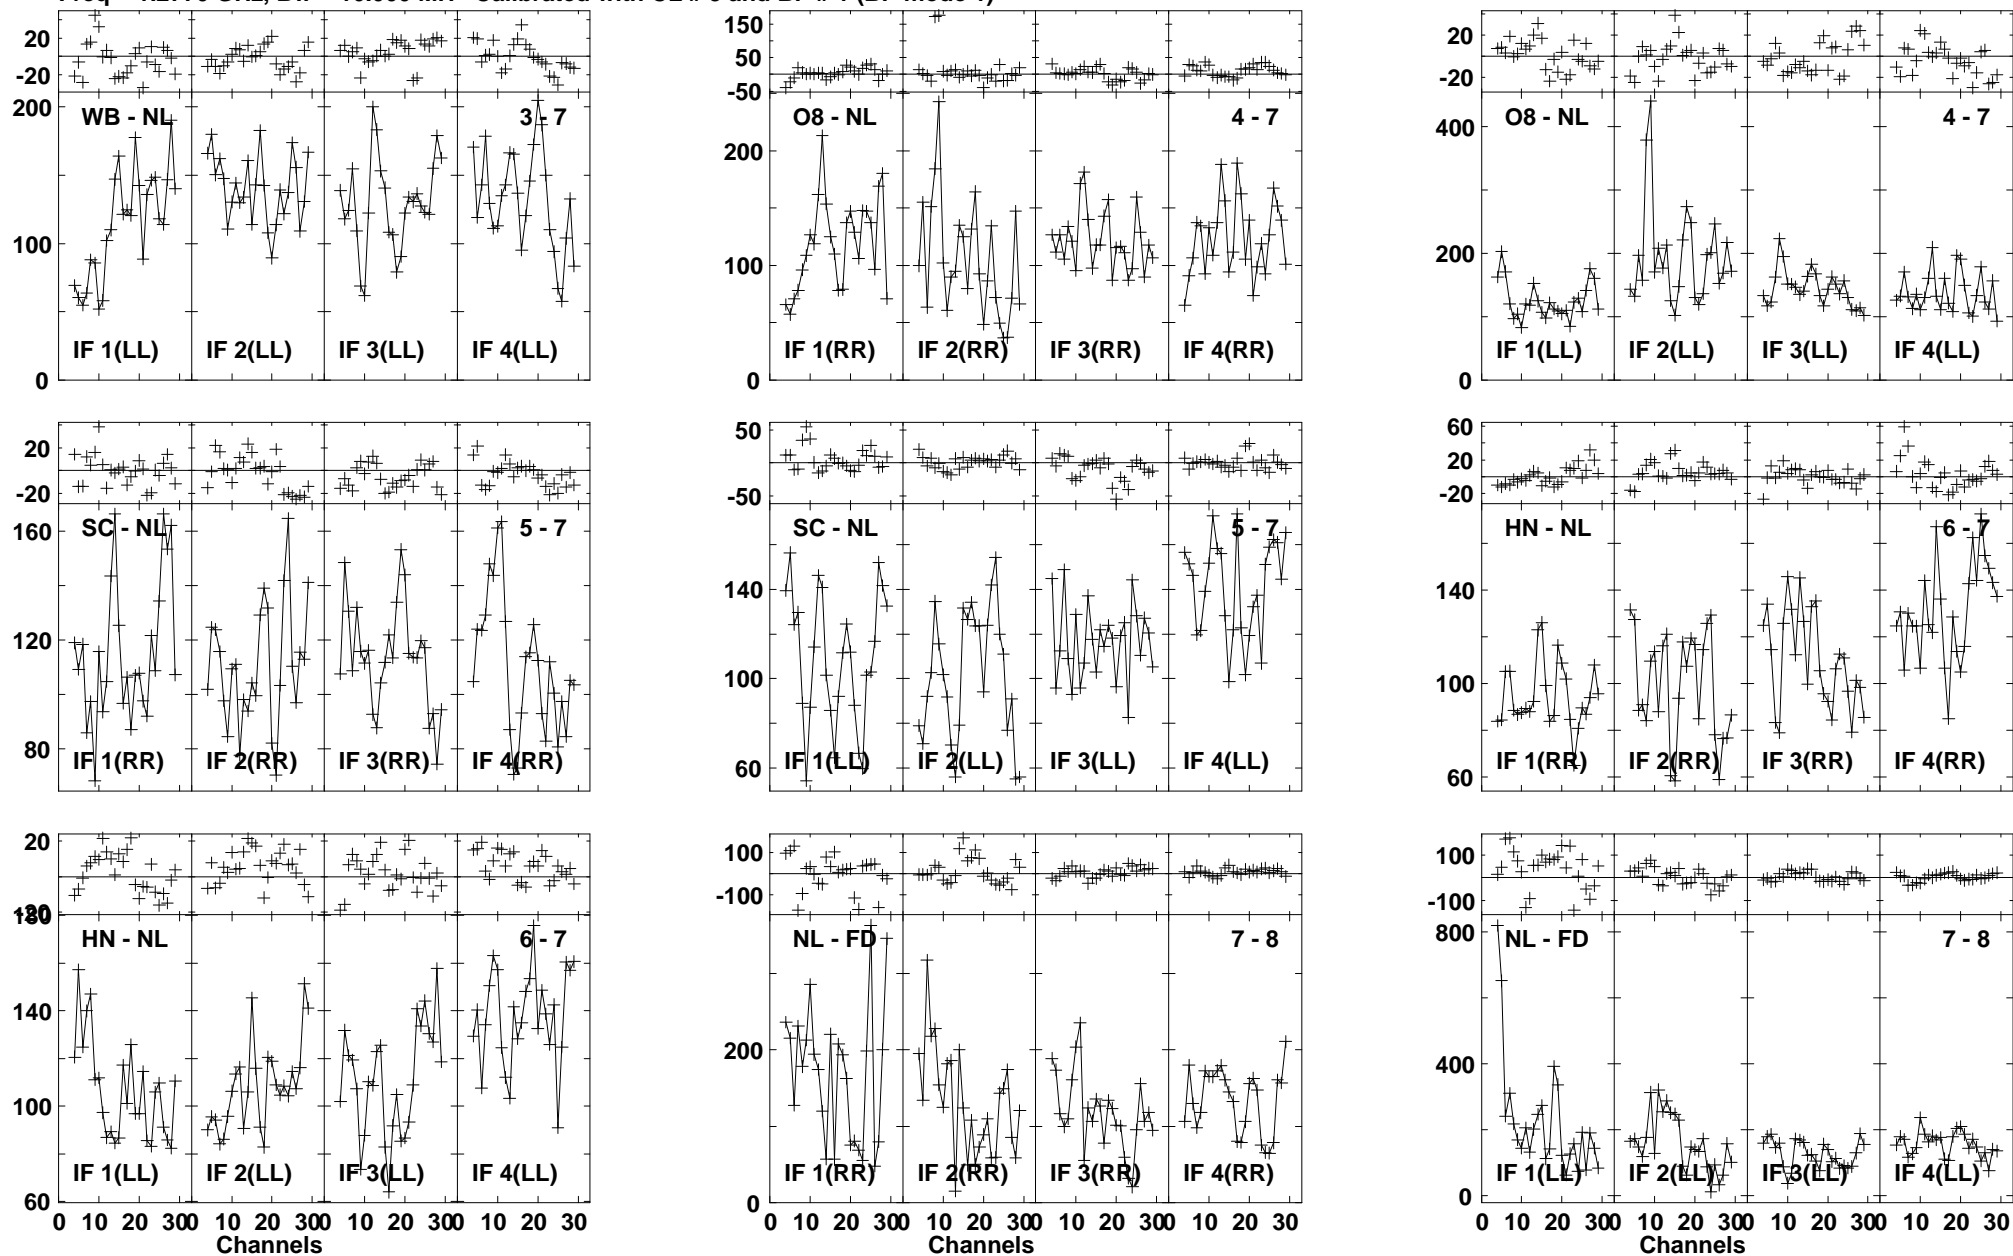 20
-20
200
100
0
WB - NL
3 - 7
IF 1(LL)
IF 2(LL)
IF 3(LL)
IF 4(LL)
150
50
-50
200
100
0
O8 - NL
4 - 7
IF 1(RR)
IF 2(RR)
IF 3(RR)
IF 4(RR)
20
-20
400
200
0
O8 - NL
4 - 7
IF 1(LL)
IF 2(LL)
IF 3(LL)
IF 4(LL)
20
-20
160
120
80
SC - NL
5 - 7
IF 1(RR)
IF 2(RR)
IF 3(RR)
IF 4(RR)
50
-50
140
100
60
SC - NL
5 - 7
IF 1(LL)
IF 2(LL)
IF 3(LL)
IF 4(LL)
60
20
-20
140
100
60
HN - NL
6 - 7
IF 1(RR)
IF 2(RR)
IF 3(RR)
IF 4(RR)
20
-20
180
140
100
60
HN - NL
6 - 7
IF 1(LL)
IF 2(LL)
IF 3(LL)
IF 4(LL)
0 10 20 30 0 10 20 30 0 10 20 30 0 10 20 30
Channels
100
-100
200
0
NL - FD
7 - 8
IF 1(RR)
IF 2(RR)
IF 3(RR)
IF 4(RR)
0 10 20 30 0 10 20 30 0 10 20 30 0 10 20 30
Channels
100
-100
800
400
0
NL - FD
7 - 8
IF 1(LL)
IF 2(LL)
IF 3(LL)
IF 4(LL)
0 10 20 30 0 10 20 30 0 10 20 30 0 10 20 30
Channels